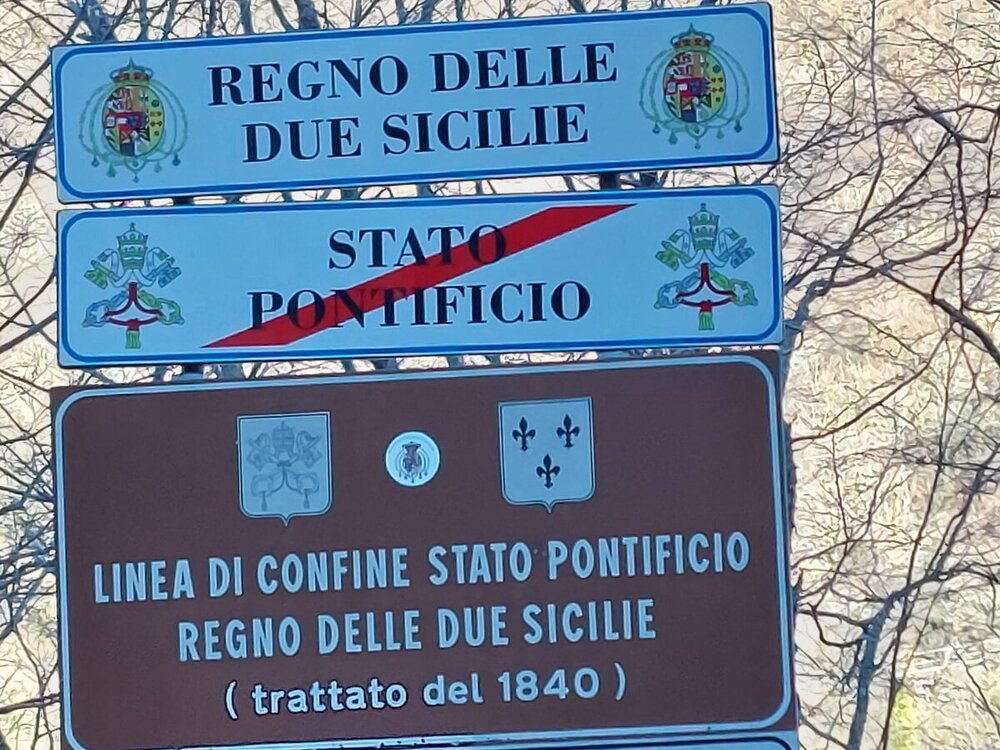 REGNO DELLE
DUE SICILIE
STATO
PONTIFICIO
LINEA DI CONFINE STATO PONTIFICIO
REGNO DELLE DUE SICILIE
( trattato del 1840 )